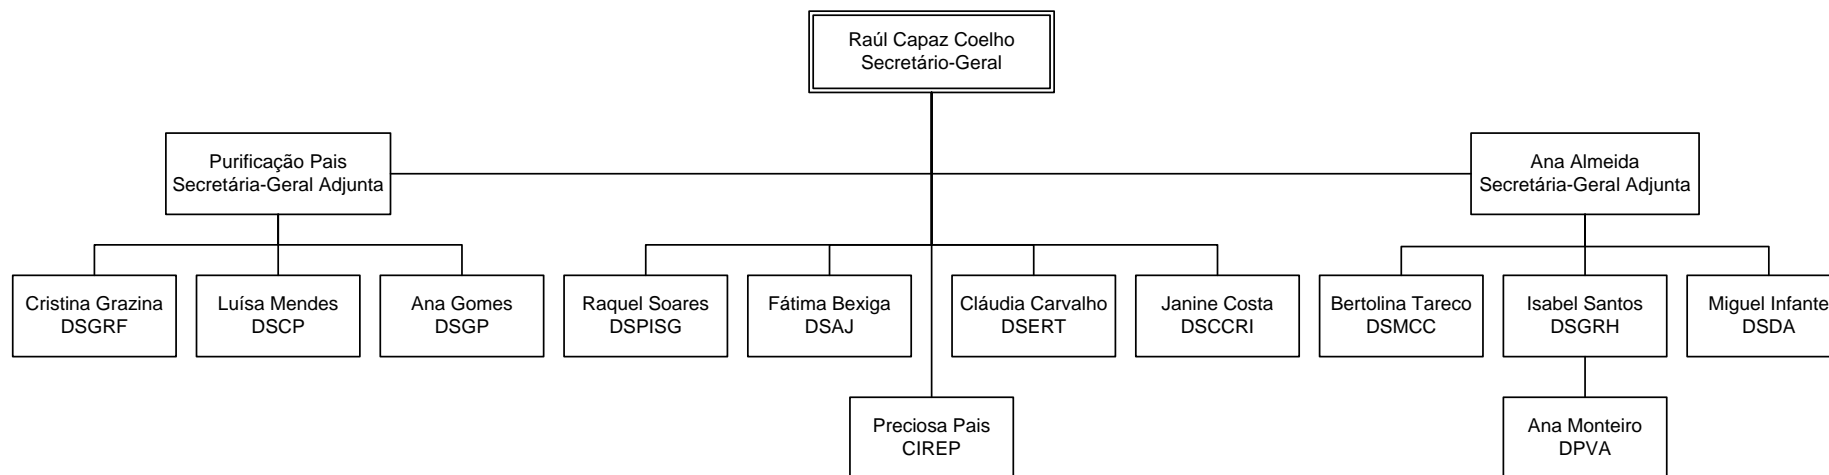 Raúl Capaz Coelho
Secretário-Geral
Purificação Pais
Secretária-Geral Adjunta
Ana Almeida
Secretária-Geral Adjunta
Cristina Grazina
DSGRF
Luísa Mendes
DSCP
Ana Gomes
DSGP
Raquel Soares
DSPISG
Fátima Bexiga
DSAJ
Cláudia Carvalho
DSERT
Janine Costa
DSCCRI
Bertolina Tareco
DSMCC
Isabel Santos
DSGRH
Miguel Infante
DSDA
Preciosa Pais
CIREP
Ana Monteiro
DPVA